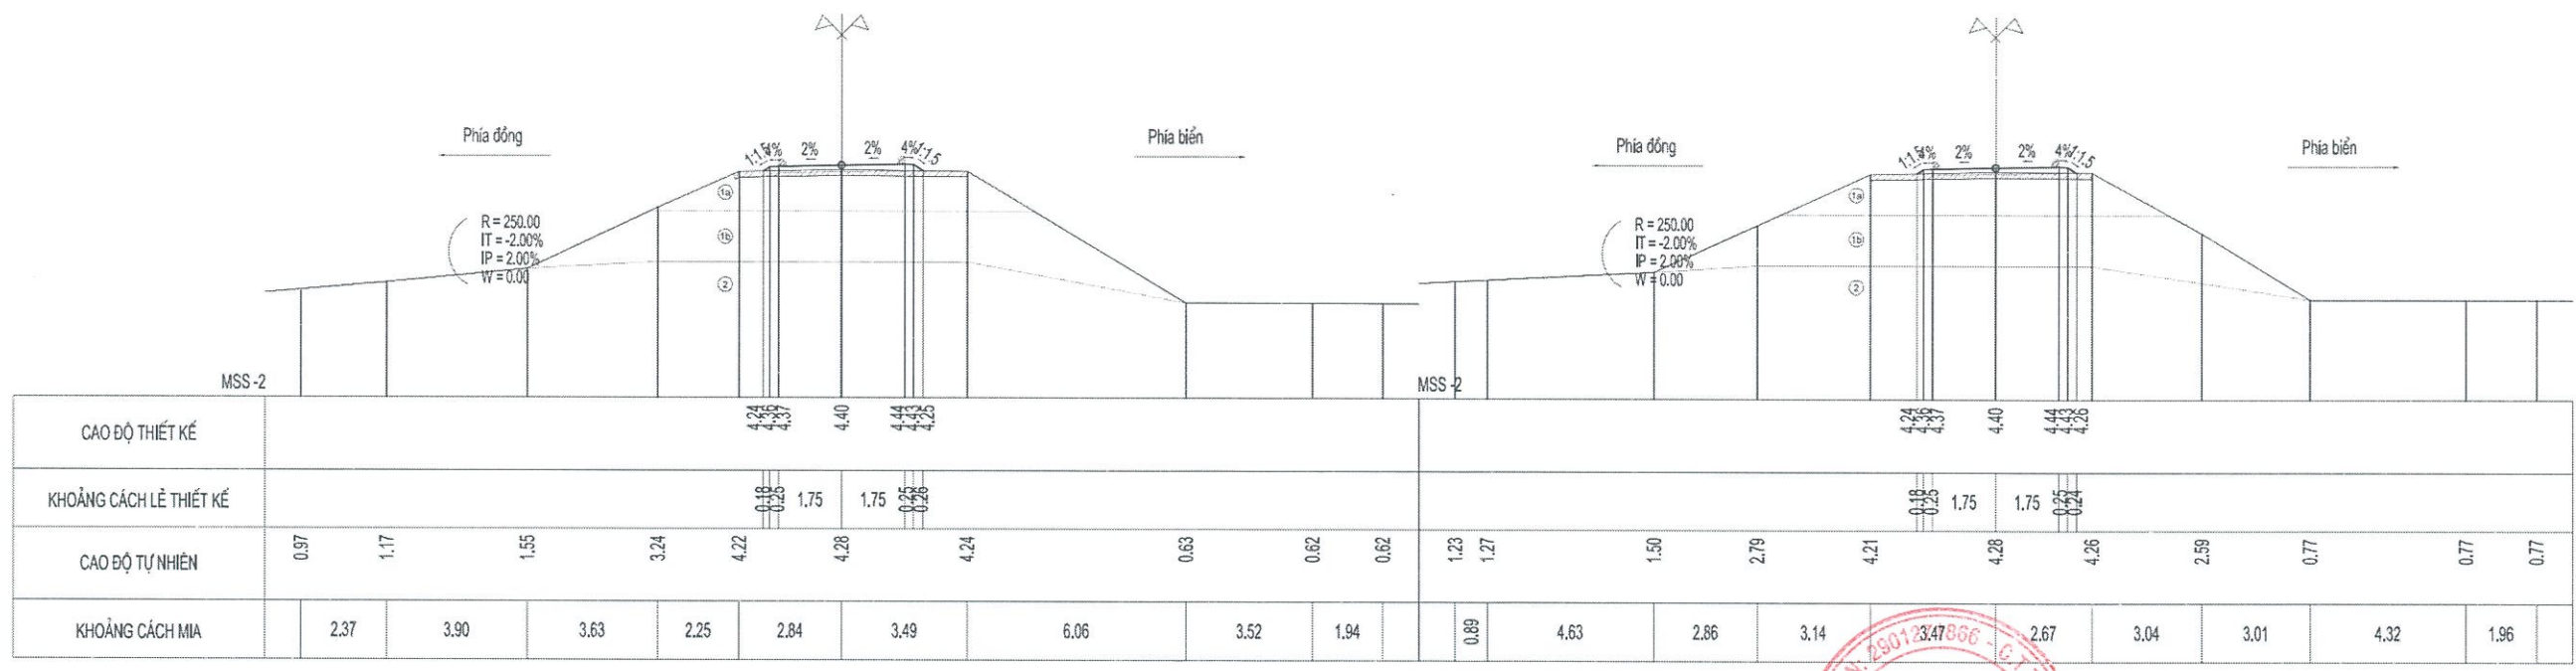 Phía đồng
Phía biển
1:1.5
4%
2%
2%
4%
1:1.5
1a
1b
2
R = 250.00
IT = -2.00%
IP = 2.00%
W = 0.00
MSS -2
Phía đồng
Phía biển
1:1.5
4%
2%
2%
4%
1:1.5
1a
1b
2
R = 250.00
IT = -2.00%
IP = 2.00%
W = 0.00
MSS -2
CAO ĐỘ THIẾT KẾ
4.24 4.36 4.37 4.40 4.44 4.43 4.25
4.24 4.36 4.37 4.40 4.44 4.43 4.26
KHOẢNG CÁCH LẺ THIẾT KẾ
0.18 0.25 1.75 1.75 0.25 0.26
0.18 0.25 1.75 1.75 0.25 0.24
CAO ĐỘ TỰ NHIÊN
0.97 1.17 1.55 3.24 4.22 4.28 4.24 0.63 0.62 0.62
1.23 1.27 1.50 2.79 4.21 4.28 4.26 2.59 0.77 0.77 0.77
KHOẢNG CÁCH MIA
2.37 3.90 3.63 2.25 2.84 3.49 6.06 3.52 1.94
0.89 4.63 2.86 3.14 3.47 2.67 3.04 3.01 4.32 1.96